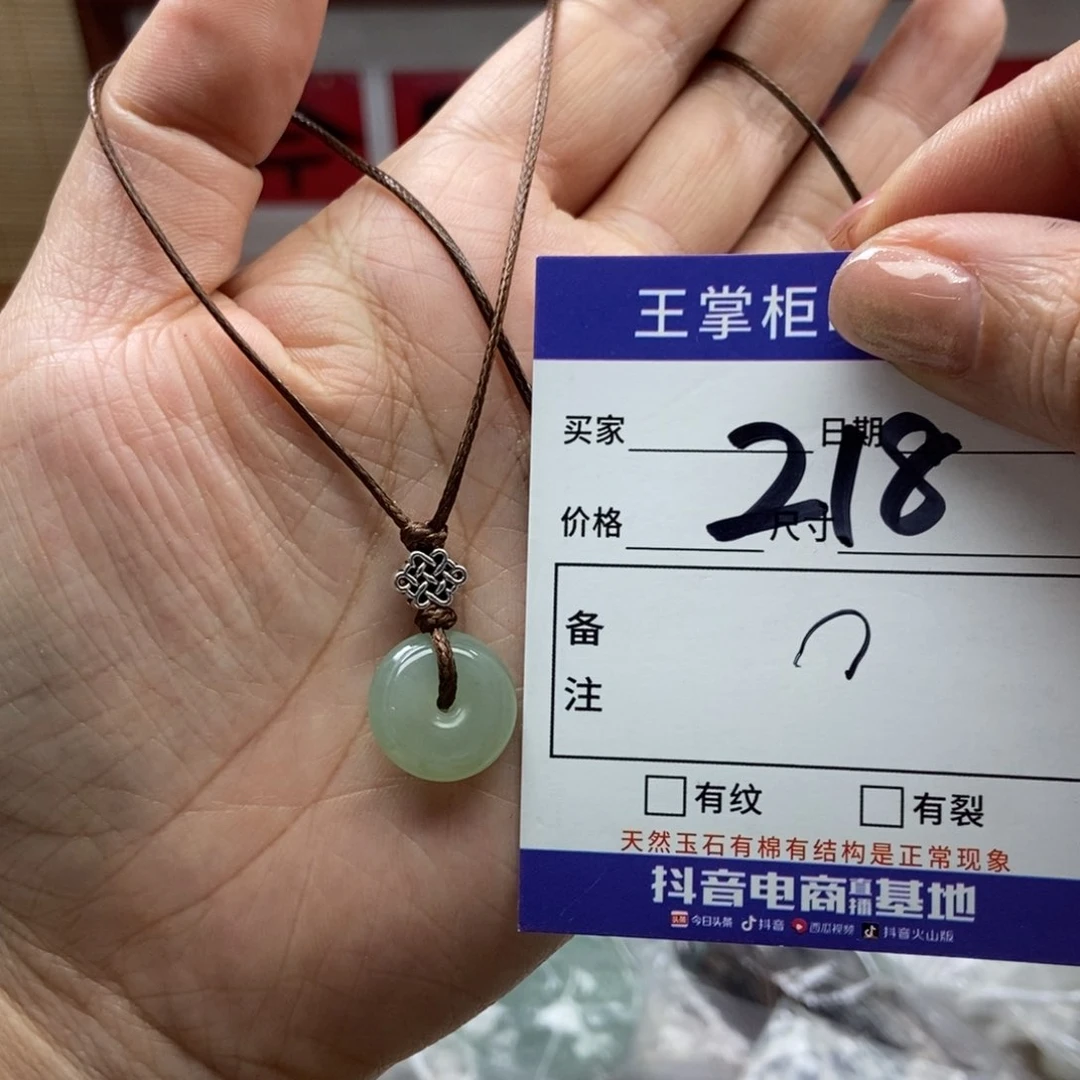 王掌柜
买家 日期
218
价格 尺寸
备
注
有纹 有裂
天然玉石有棉有结构是正常现象
抖音电商直播基地
头条 今日头条 抖音 西瓜视频 抖音火山版